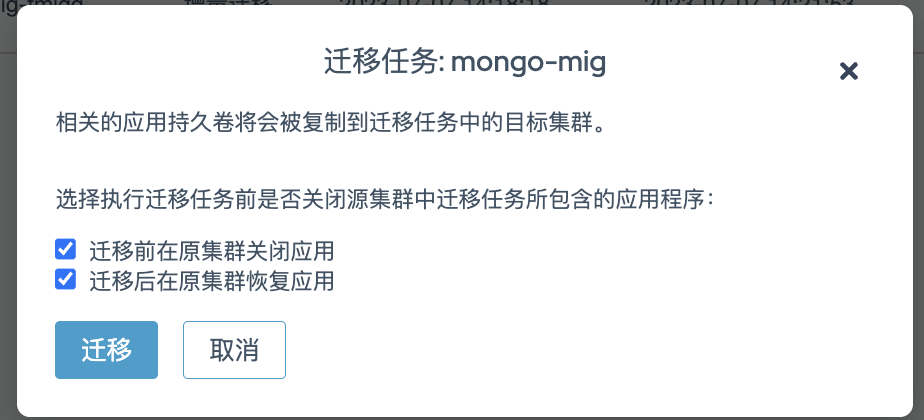 迁移任务: mongo-mig
相关的应用持久卷将会被复制到迁移任务中的目标集群。
选择执行迁移任务前是否关闭源集群中迁移任务所包含的应用程序：
迁移前在原集群关闭应用
迁移后在原集群恢复应用
迁移 取消